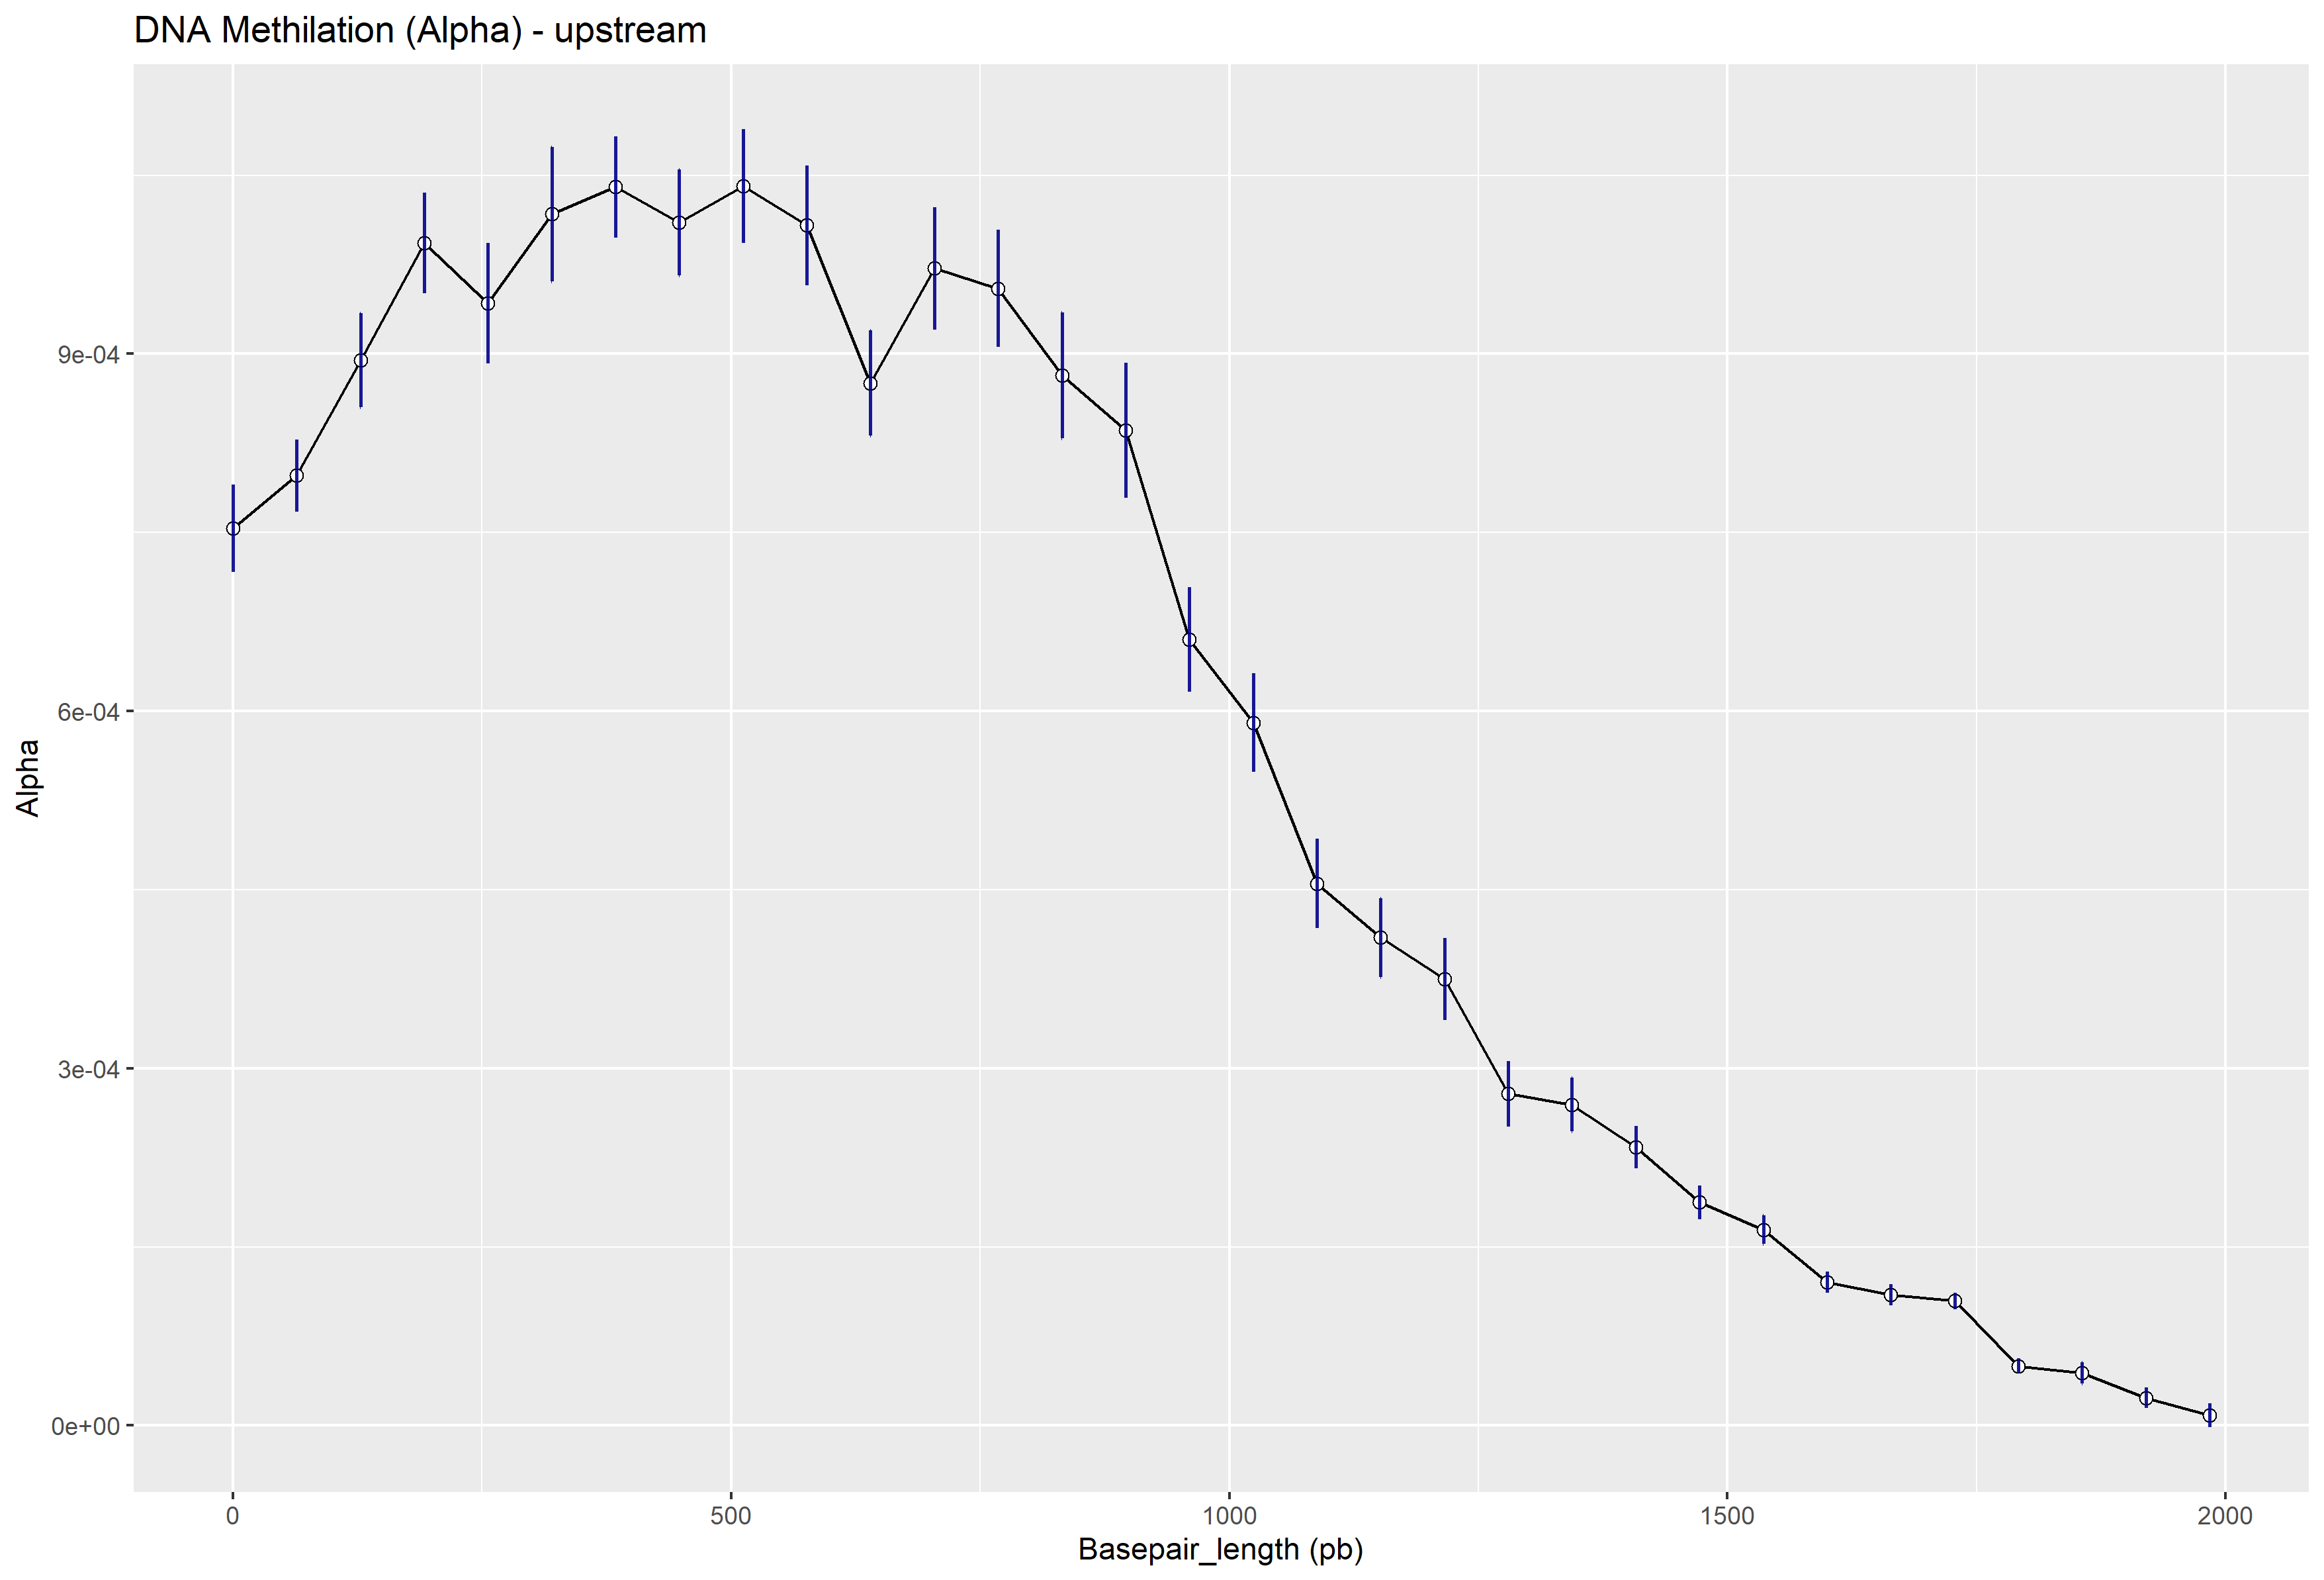 DNA Methilation (Alpha) - upstream
9e-04
6e-04
Alpha
3e-04
0e+00
0 500 1000 1500 2000
Basepair_length (pb)